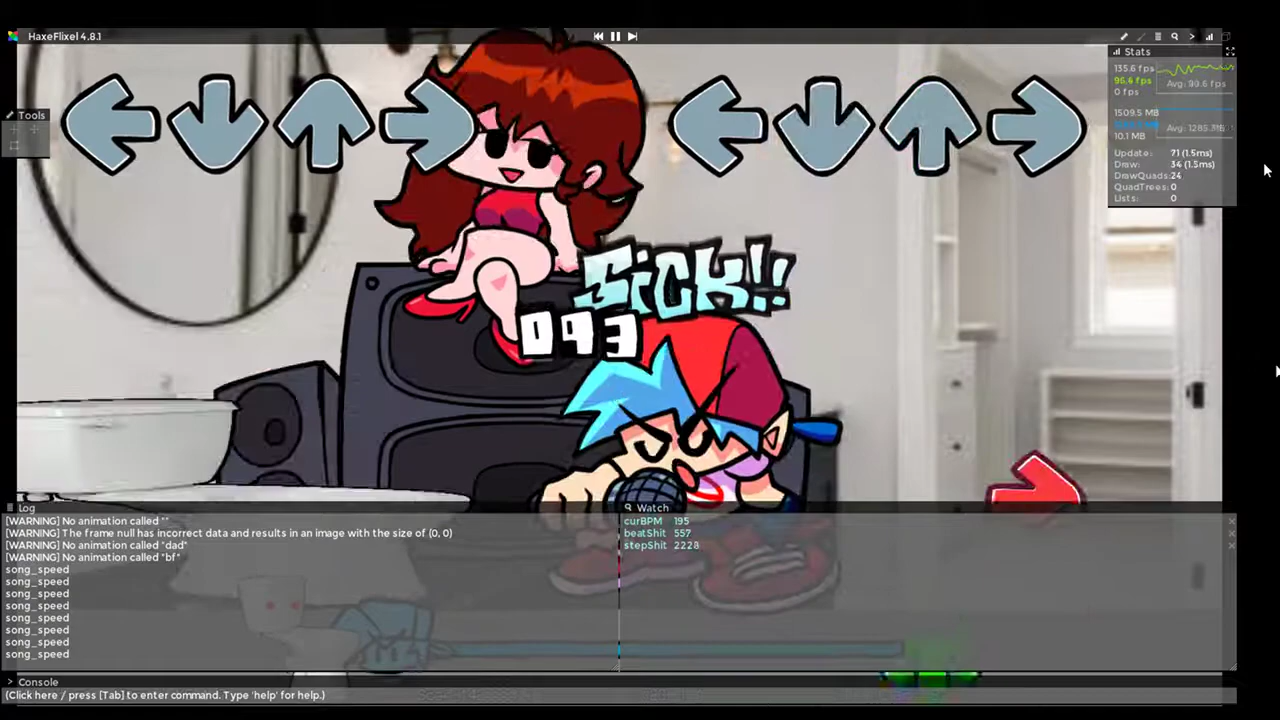 HaxeFlixel 4.8.1
Stats
135.6 fps
96.4 fps
Avg: 99.6 fps
0 fps
Tools
1509.5 MB
10.1 MB
Update: 71 (1.5ms)
Draw: 34 (1.5ms)
DrawQuads: 24
QuadTrees: 0
Lists: 0
SiCK!!
093
Log
[WARNING] No animation called ""
[WARNING] The frame null has incorrect data and results in an image with the size of (0, 0)
[WARNING] No animation called "dad"
[WARNING] No animation called "bf"
song_speed
song_speed
song_speed
song_speed
song_speed
song_speed
song_speed
song_speed
Watch
curBPM 195
beatShit 557
stepShit 2228
> Console
(Click here / press [Tab] to enter command. Type 'help' for help.)